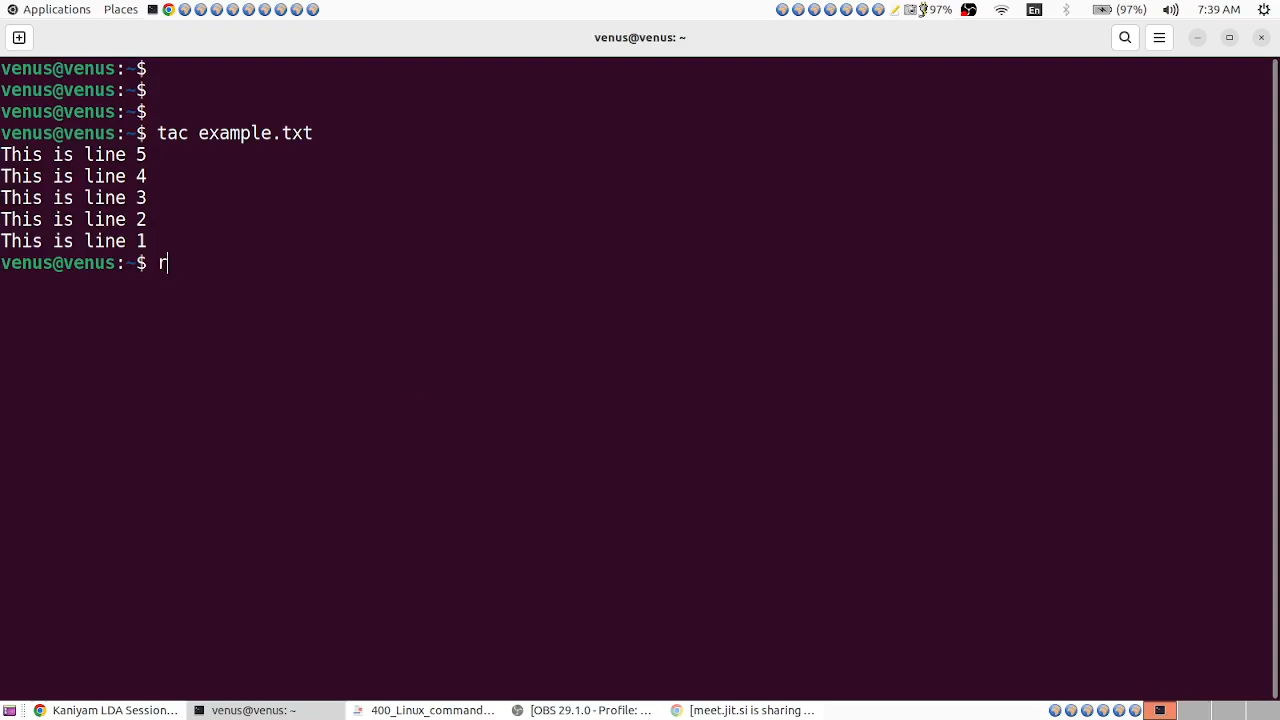 Applications Places 97% En (97%) 7:39 AM
venus@venus: ~
venus@venus:~$
venus@venus:~$
venus@venus:~$
venus@venus:~$ tac example.txt
This is line 5
This is line 4
This is line 3
This is line 2
This is line 1
venus@venus:~$ r
Kaniyam LDA Session... venus@venus: ~ 400_Linux_command... [OBS 29.1.0 - Profile: ... [meet.jit.si is sharing ...